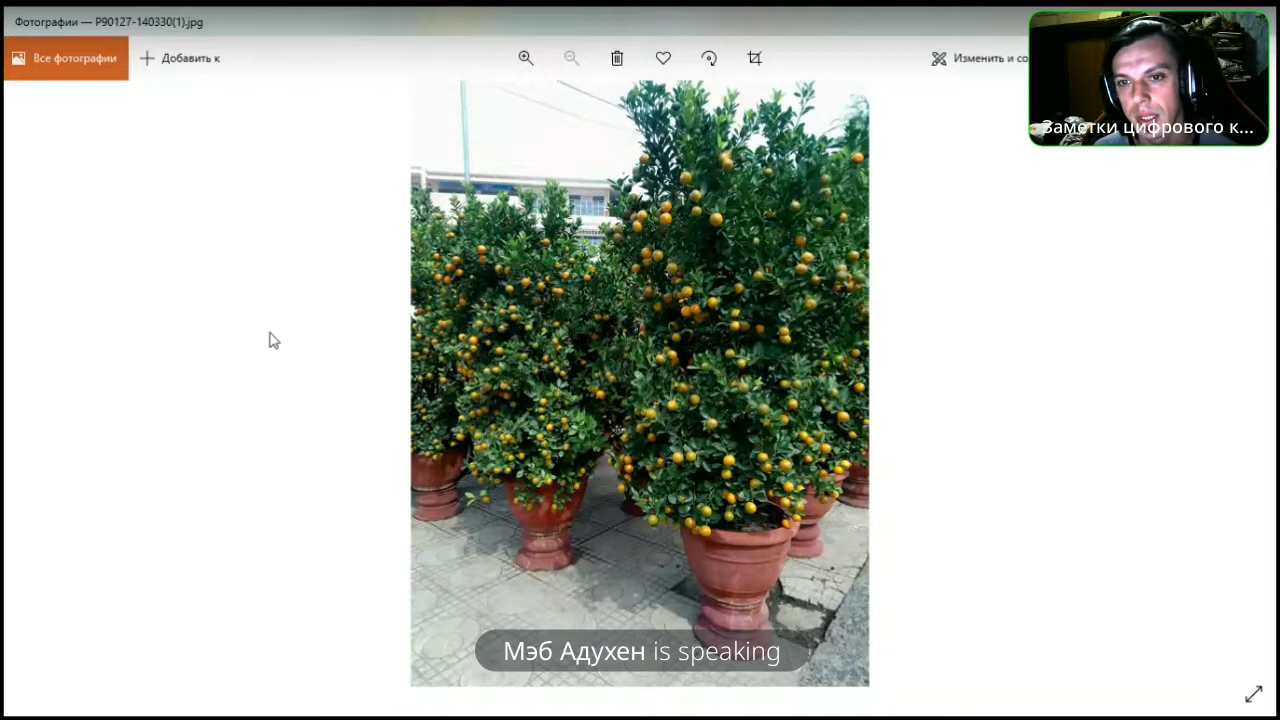 Фотографии — P90127-140330(1).jpg
Все фотографии
Добавить к
Изменить и со
Заметки цифрового к...
Мэб Адухен is speaking